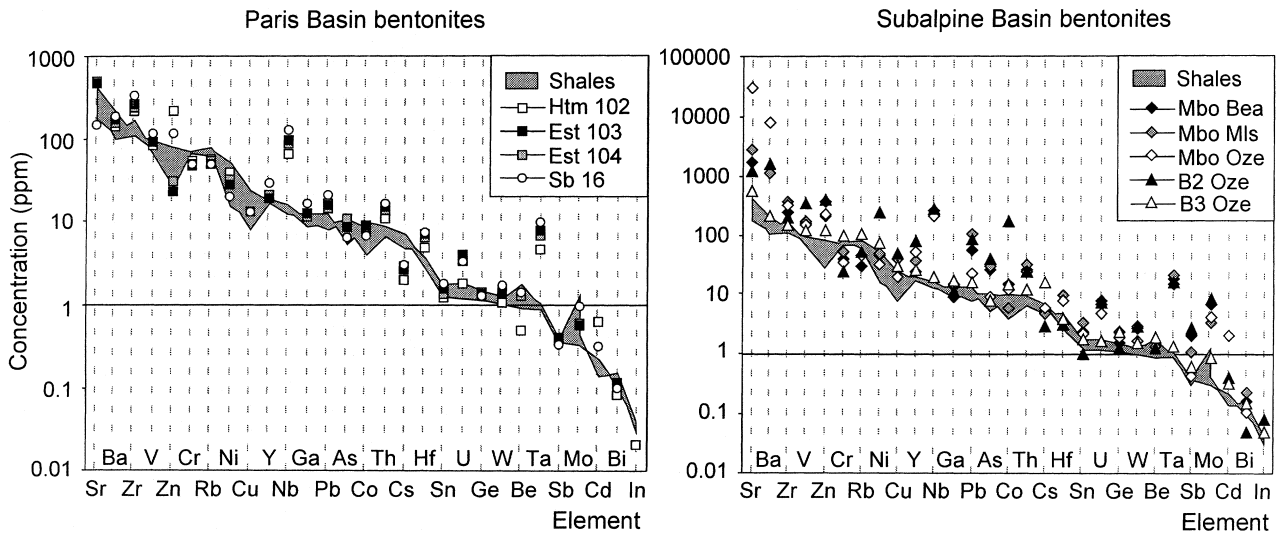 Paris Basin bentonites
Concentration (ppm)
1000
100
10
1
0.1
0.01
Shales
Htm 102
Est 103
Est 104
Sb 16
Ba V Cr Ni Y Ga As Th Hf U W Ta Mo Bi
Sr Zr Zn Rb Cu Nb Pb Co Cs Sn Ge Be Sb Cd In
Element
Subalpine Basin bentonites
100000
10000
1000
100
10
1
0.1
0.01
Shales
Mbo Bea
Mbo Mls
Mbo Oze
B2 Oze
B3 Oze
Ba V Cr Ni Y Ga As Th Hf U W Ta Mo Bi
Sr Zr Zn Rb Cu Nb Pb Co Cs Sn Ge Be Sb Cd In
Element